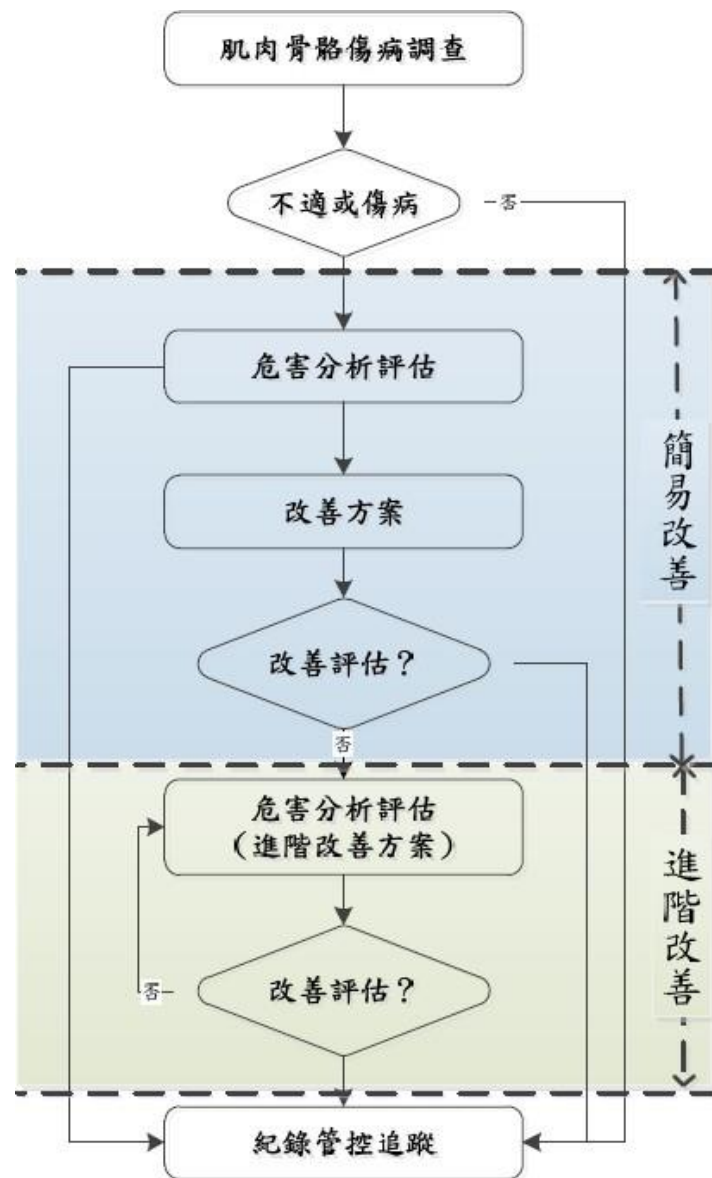 肌肉骨骼傷病調查
不適或傷病
否
危害分析評估
改善方案
簡易改善
改善評估？
否
危害分析評估
（進階改善方案）
進階改善
改善評估？
否
紀錄管控追蹤